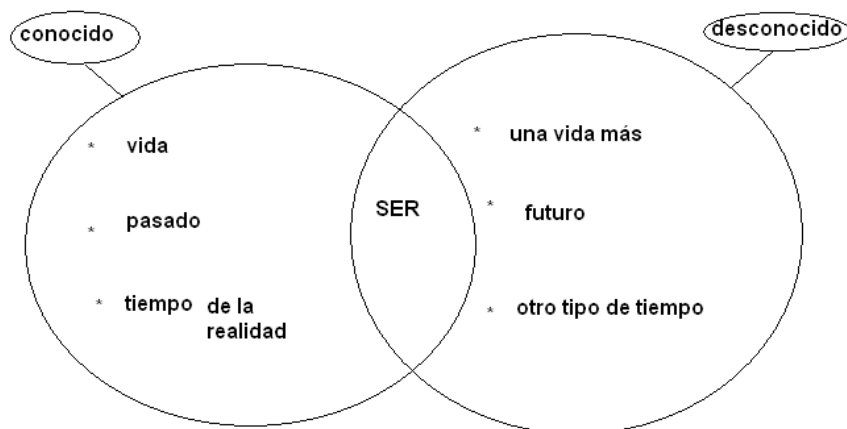 conocido
desconocido
* vida
* pasado
* tiempo de la
realidad
SER
* una vida más
* futuro
* otro tipo de tiempo